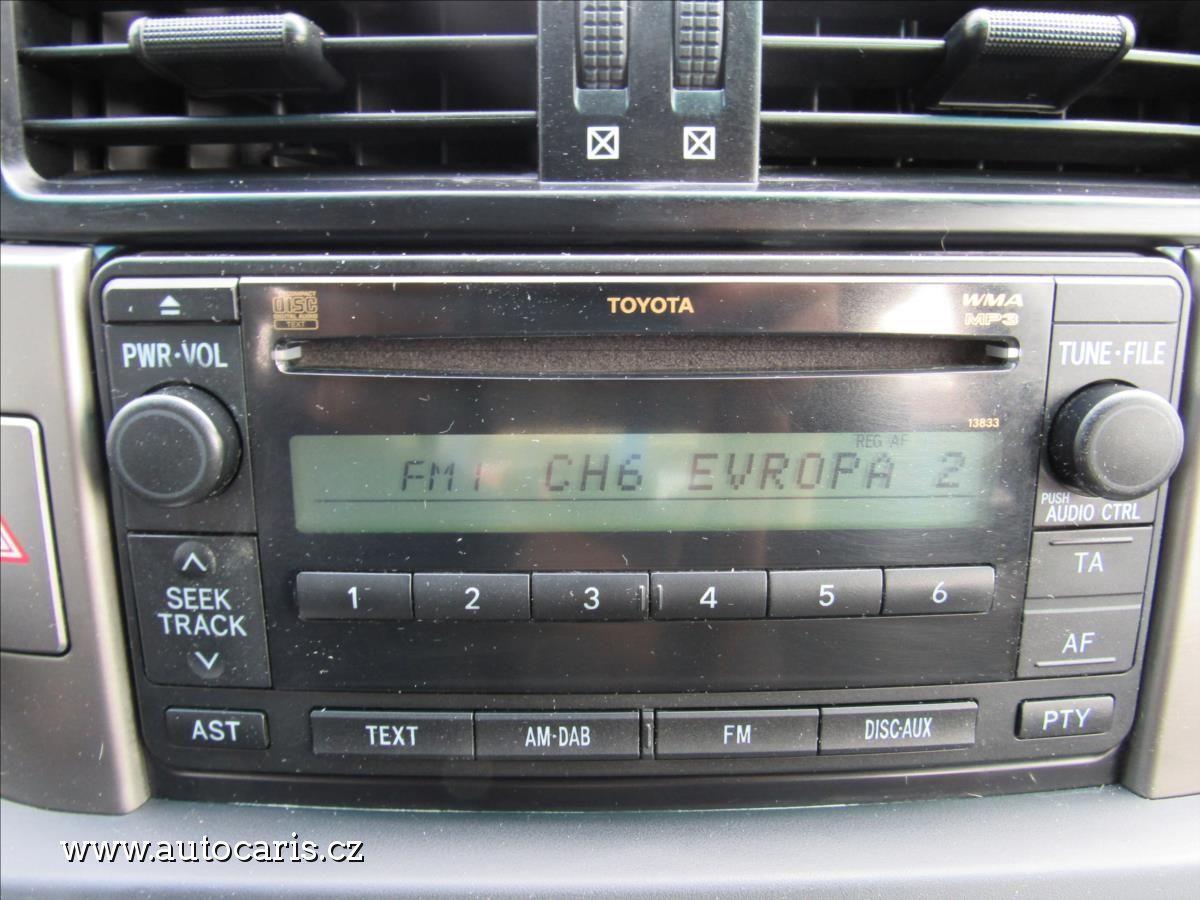 COMPACT
DISC
DIGITAL AUDIO
TEXT
TOYOTA
WMA
MP3
PWR·VOL
TUNE·FILE
13833
REG AF
FM1 CH6 EVROPA 2
PUSH
AUDIO CTRL
SEEK
TRACK
1 2 3 4 5 6
TA
AF
AST
TEXT
AM·DAB
FM
DISC·AUX
PTY
www.autocaris.cz